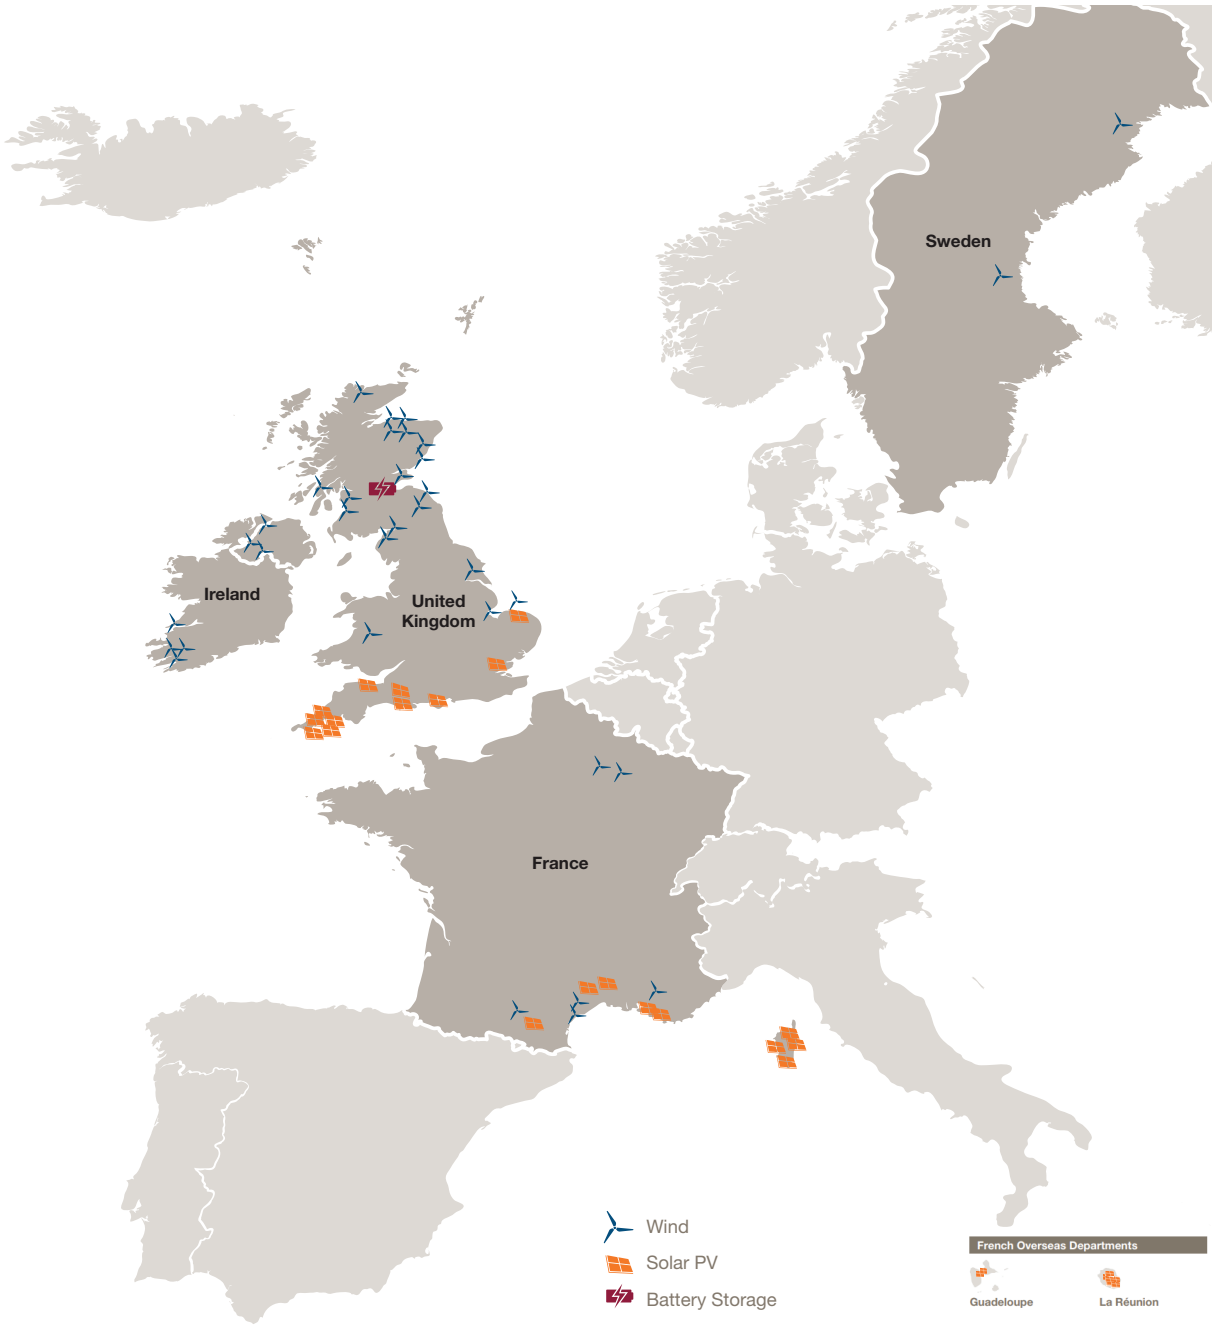 Sweden
Ireland
United
Kingdom
France
Wind
Solar PV
Battery Storage
French Overseas Departments
Guadeloupe
La Réunion